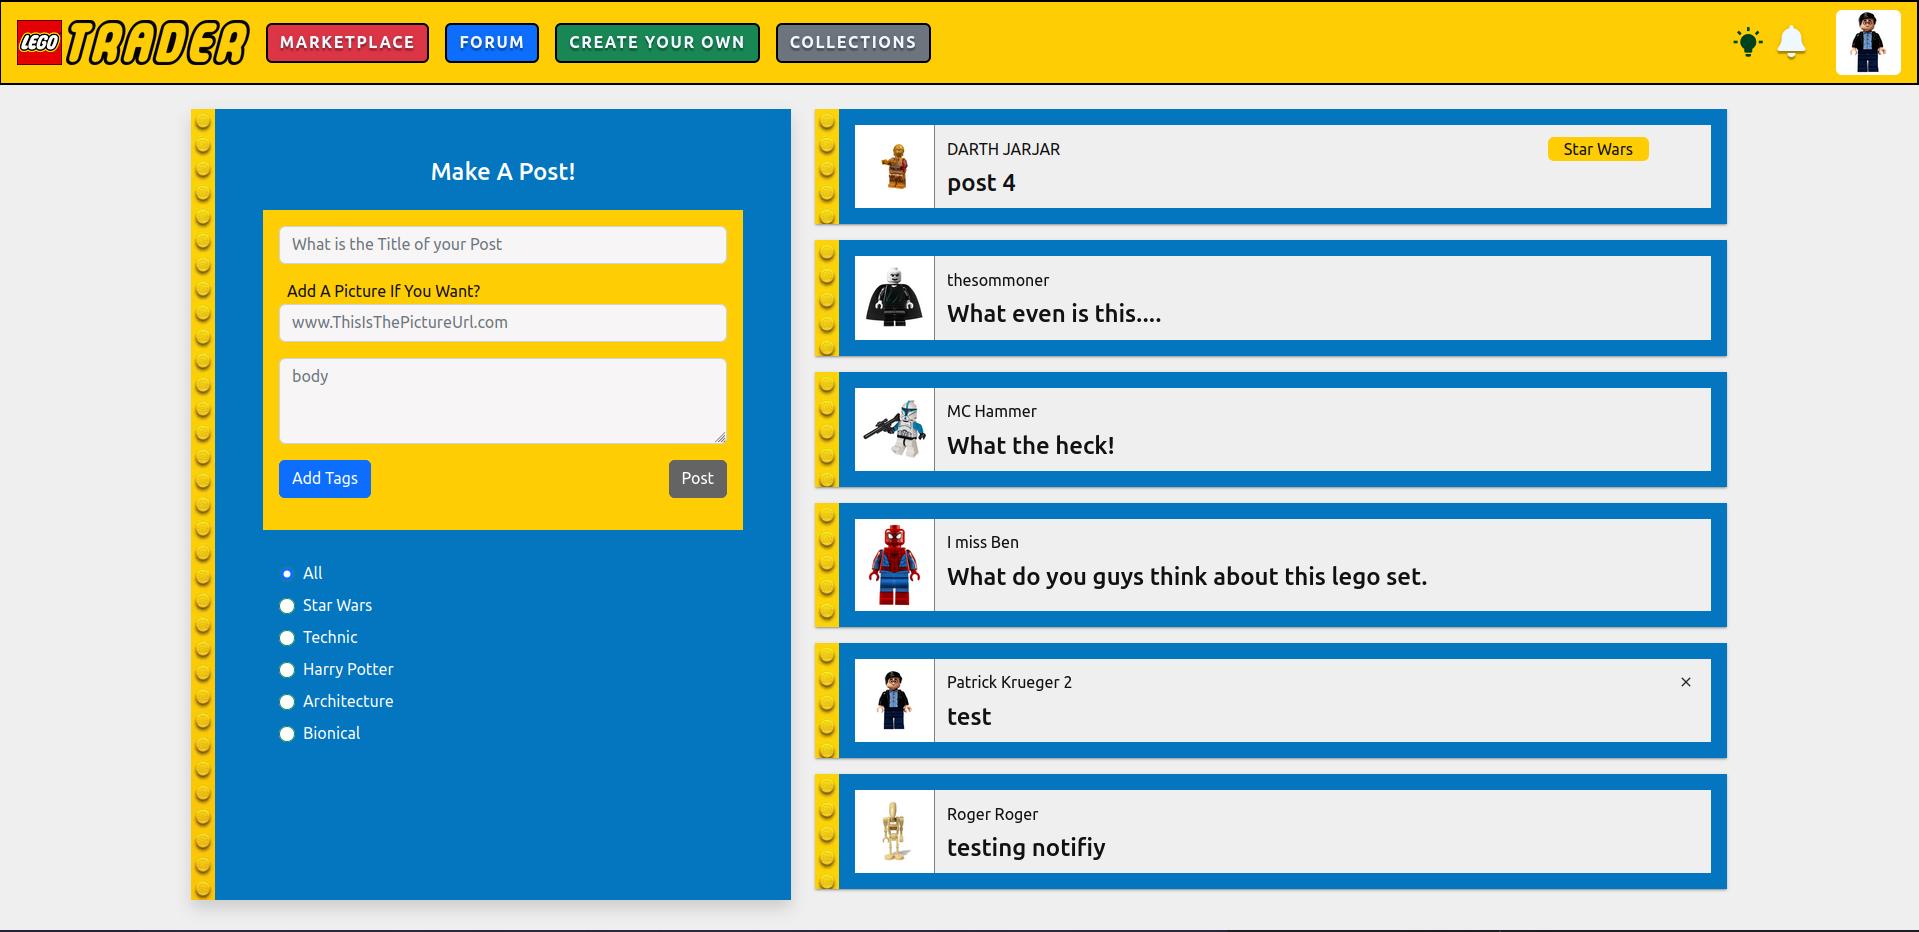 LEGO TRADER MARKETPLACE FORUM CREATE YOUR OWN COLLECTIONS
Make A Post!
What is the Title of your Post
Add A Picture If You Want?
www.ThisIsThePictureUrl.com
body
Add Tags Post
All
Star Wars
Technic
Harry Potter
Architecture
Bionical
DARTH JARJAR Star Wars
post 4
thesommoner
What even is this....
MC Hammer
What the heck!
I miss Ben
What do you guys think about this lego set.
Patrick Krueger 2 ×
test
Roger Roger
testing notifiy